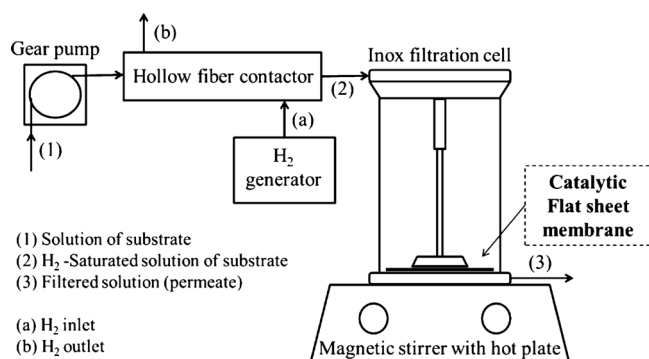 Gear pump
(b)
Hollow fiber contactor
(2)
Inox filtration cell
(1)
(a)
H₂
generator
Catalytic
Flat sheet
membrane
(3)
(1) Solution of substrate
(2) H₂ -Saturated solution of substrate
(3) Filtered solution (permeate)
(a) H₂ inlet
(b) H₂ outlet
Magnetic stirrer with hot plate